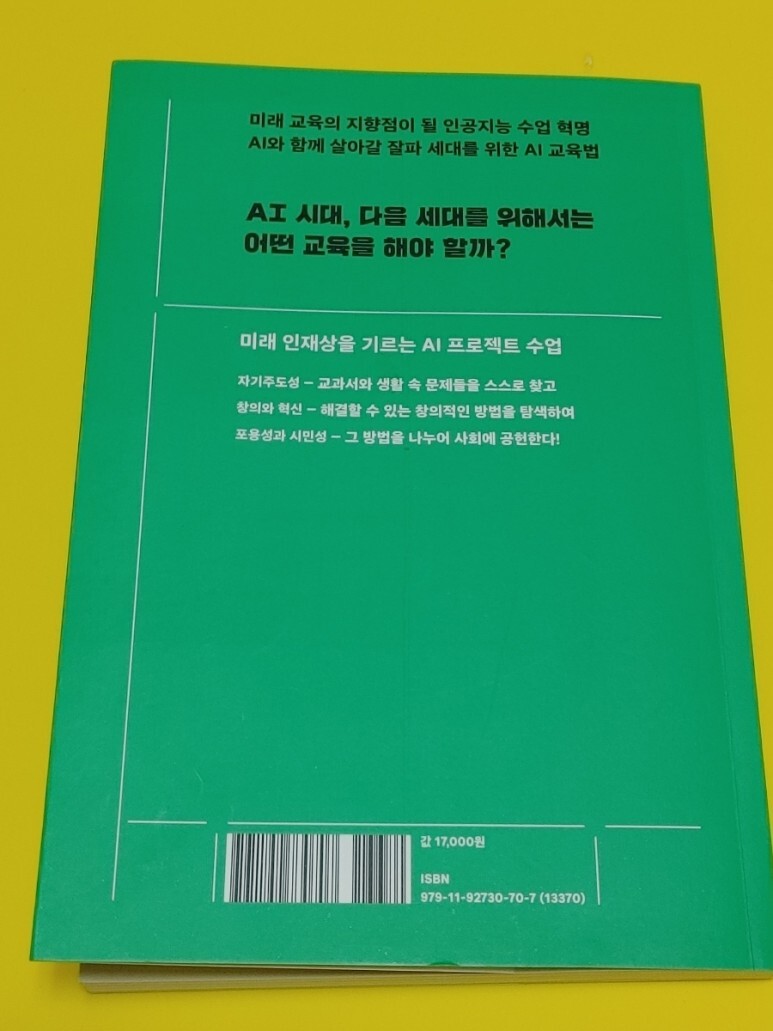 미래 교육의 지향점이 될 인공지능 수업 혁명
AI와 함께 살아갈 잘파 세대를 위한 AI 교육법
AI 시대, 다음 세대를 위해서는
어떤 교육을 해야 할까?
미래 인재상을 기르는 AI 프로젝트 수업
자기주도성 – 교과서와 생활 속 문제들을 스스로 찾고
창의와 혁신 – 해결할 수 있는 창의적인 방법을 탐색하여
포용성과 시민성 – 그 방법을 나누어 사회에 공헌한다!
값 17,000원
ISBN
979-11-92730-70-7 (13370)